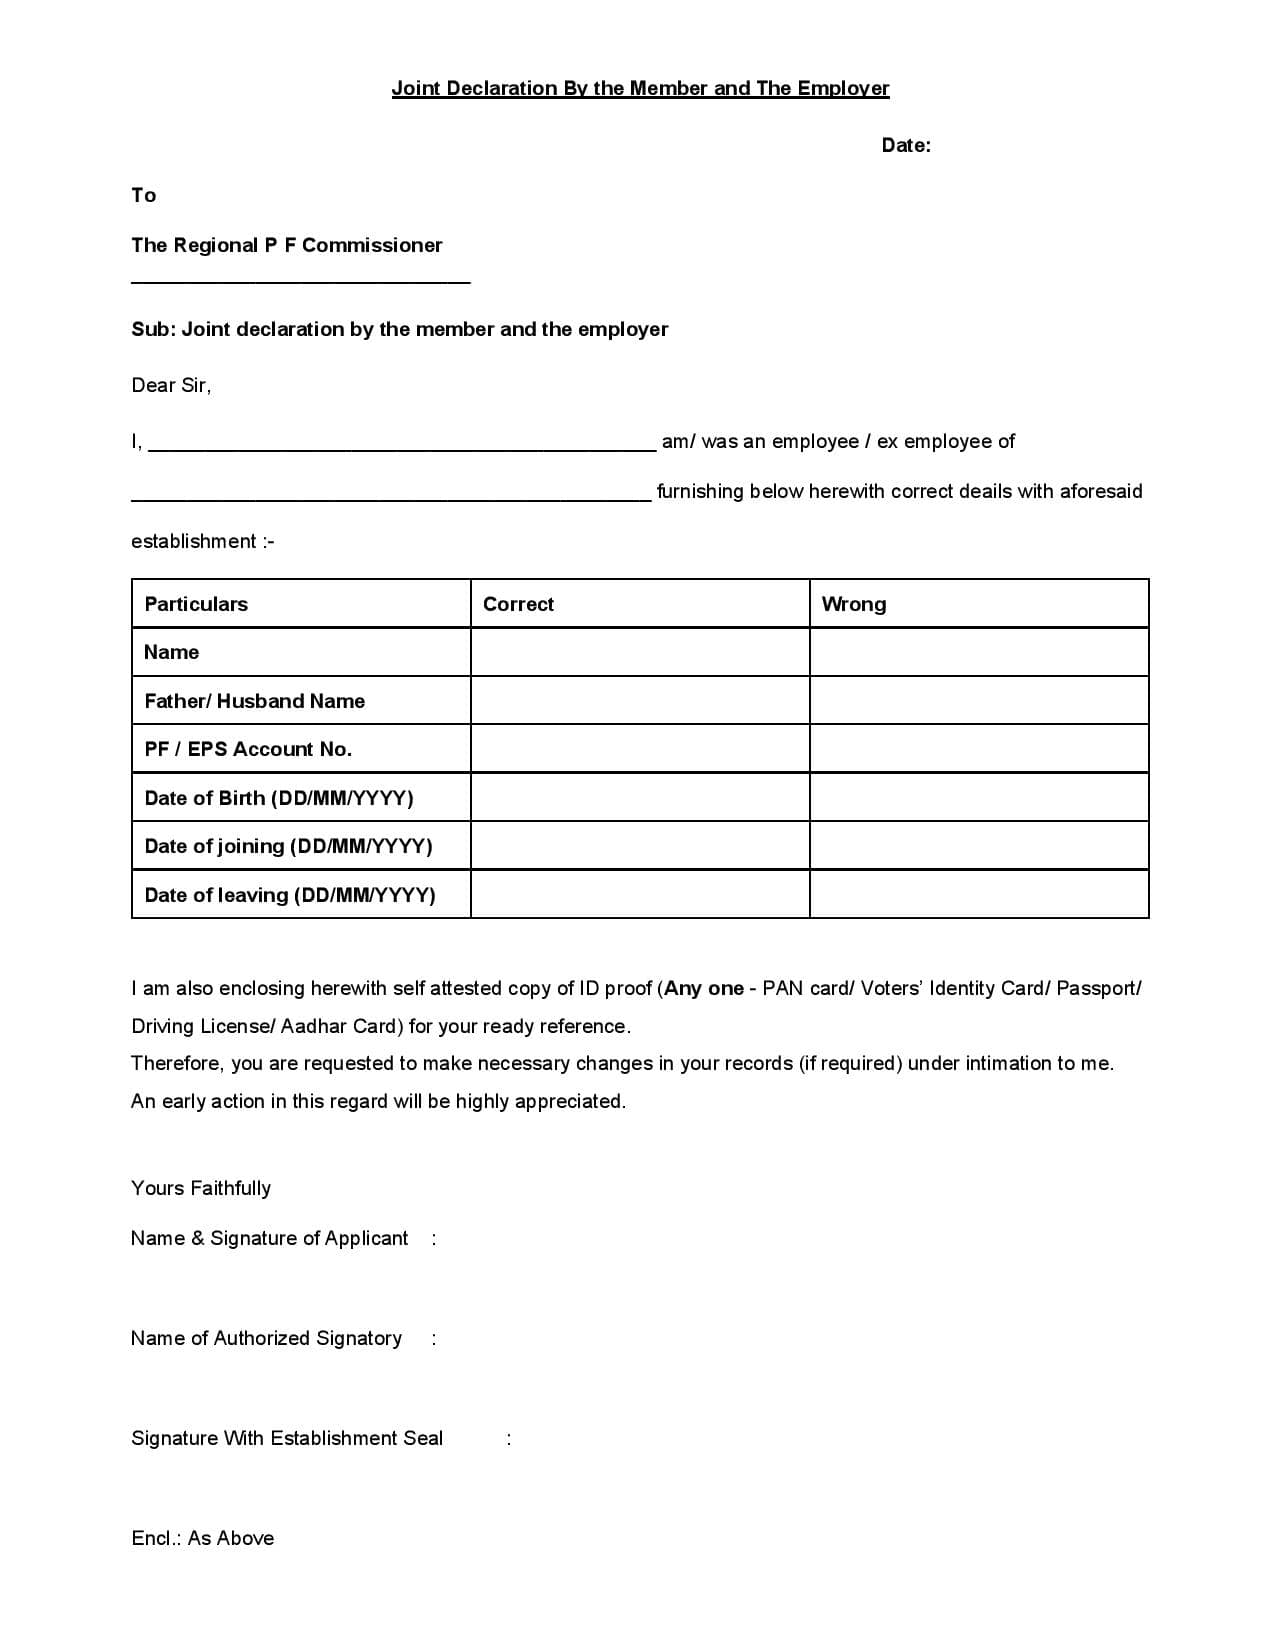 Joint Declaration By the Member and The Employer
Date:
To
The Regional P F Commissioner
______________________________
Sub: Joint declaration by the member and the employer
Dear Sir,
I, _____________________________________________ am/ was an employee / ex employee of
______________________________________________ furnishing below herewith correct deails with aforesaid
establishment :-
Particulars Correct Wrong
Name
Father/ Husband Name
PF / EPS Account No.
Date of Birth (DD/MM/YYYY)
Date of joining (DD/MM/YYYY)
Date of leaving (DD/MM/YYYY)
I am also enclosing herewith self attested copy of ID proof (Any one - PAN card/ Voters’ Identity Card/ Passport/
Driving License/ Aadhar Card) for your ready reference.
Therefore, you are requested to make necessary changes in your records (if required) under intimation to me.
An early action in this regard will be highly appreciated.
Yours Faithfully
Name & Signature of Applicant :
Name of Authorized Signatory :
Signature With Establishment Seal :
Encl.: As Above